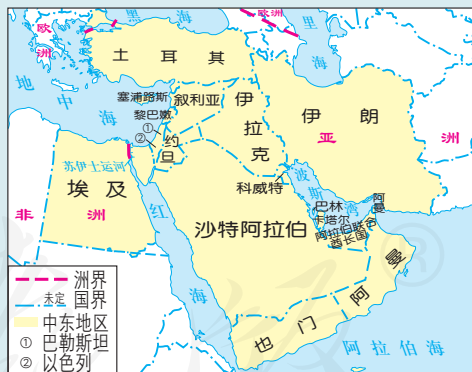 欧洲
黑海
欧洲
里海
土耳其
地中海
塞浦路斯
叙利亚
黎巴嫩
①
②
约旦
伊拉克
伊朗
亚洲
苏伊士运河
埃及
非洲
科威特
波斯湾
巴林
卡塔尔
阿拉伯联合
酋长国
阿曼
红海
沙特阿拉伯
也门
阿曼
阿拉伯海
洲界
未定 国界
中东地区
① 巴勒斯坦
② 以色列
®